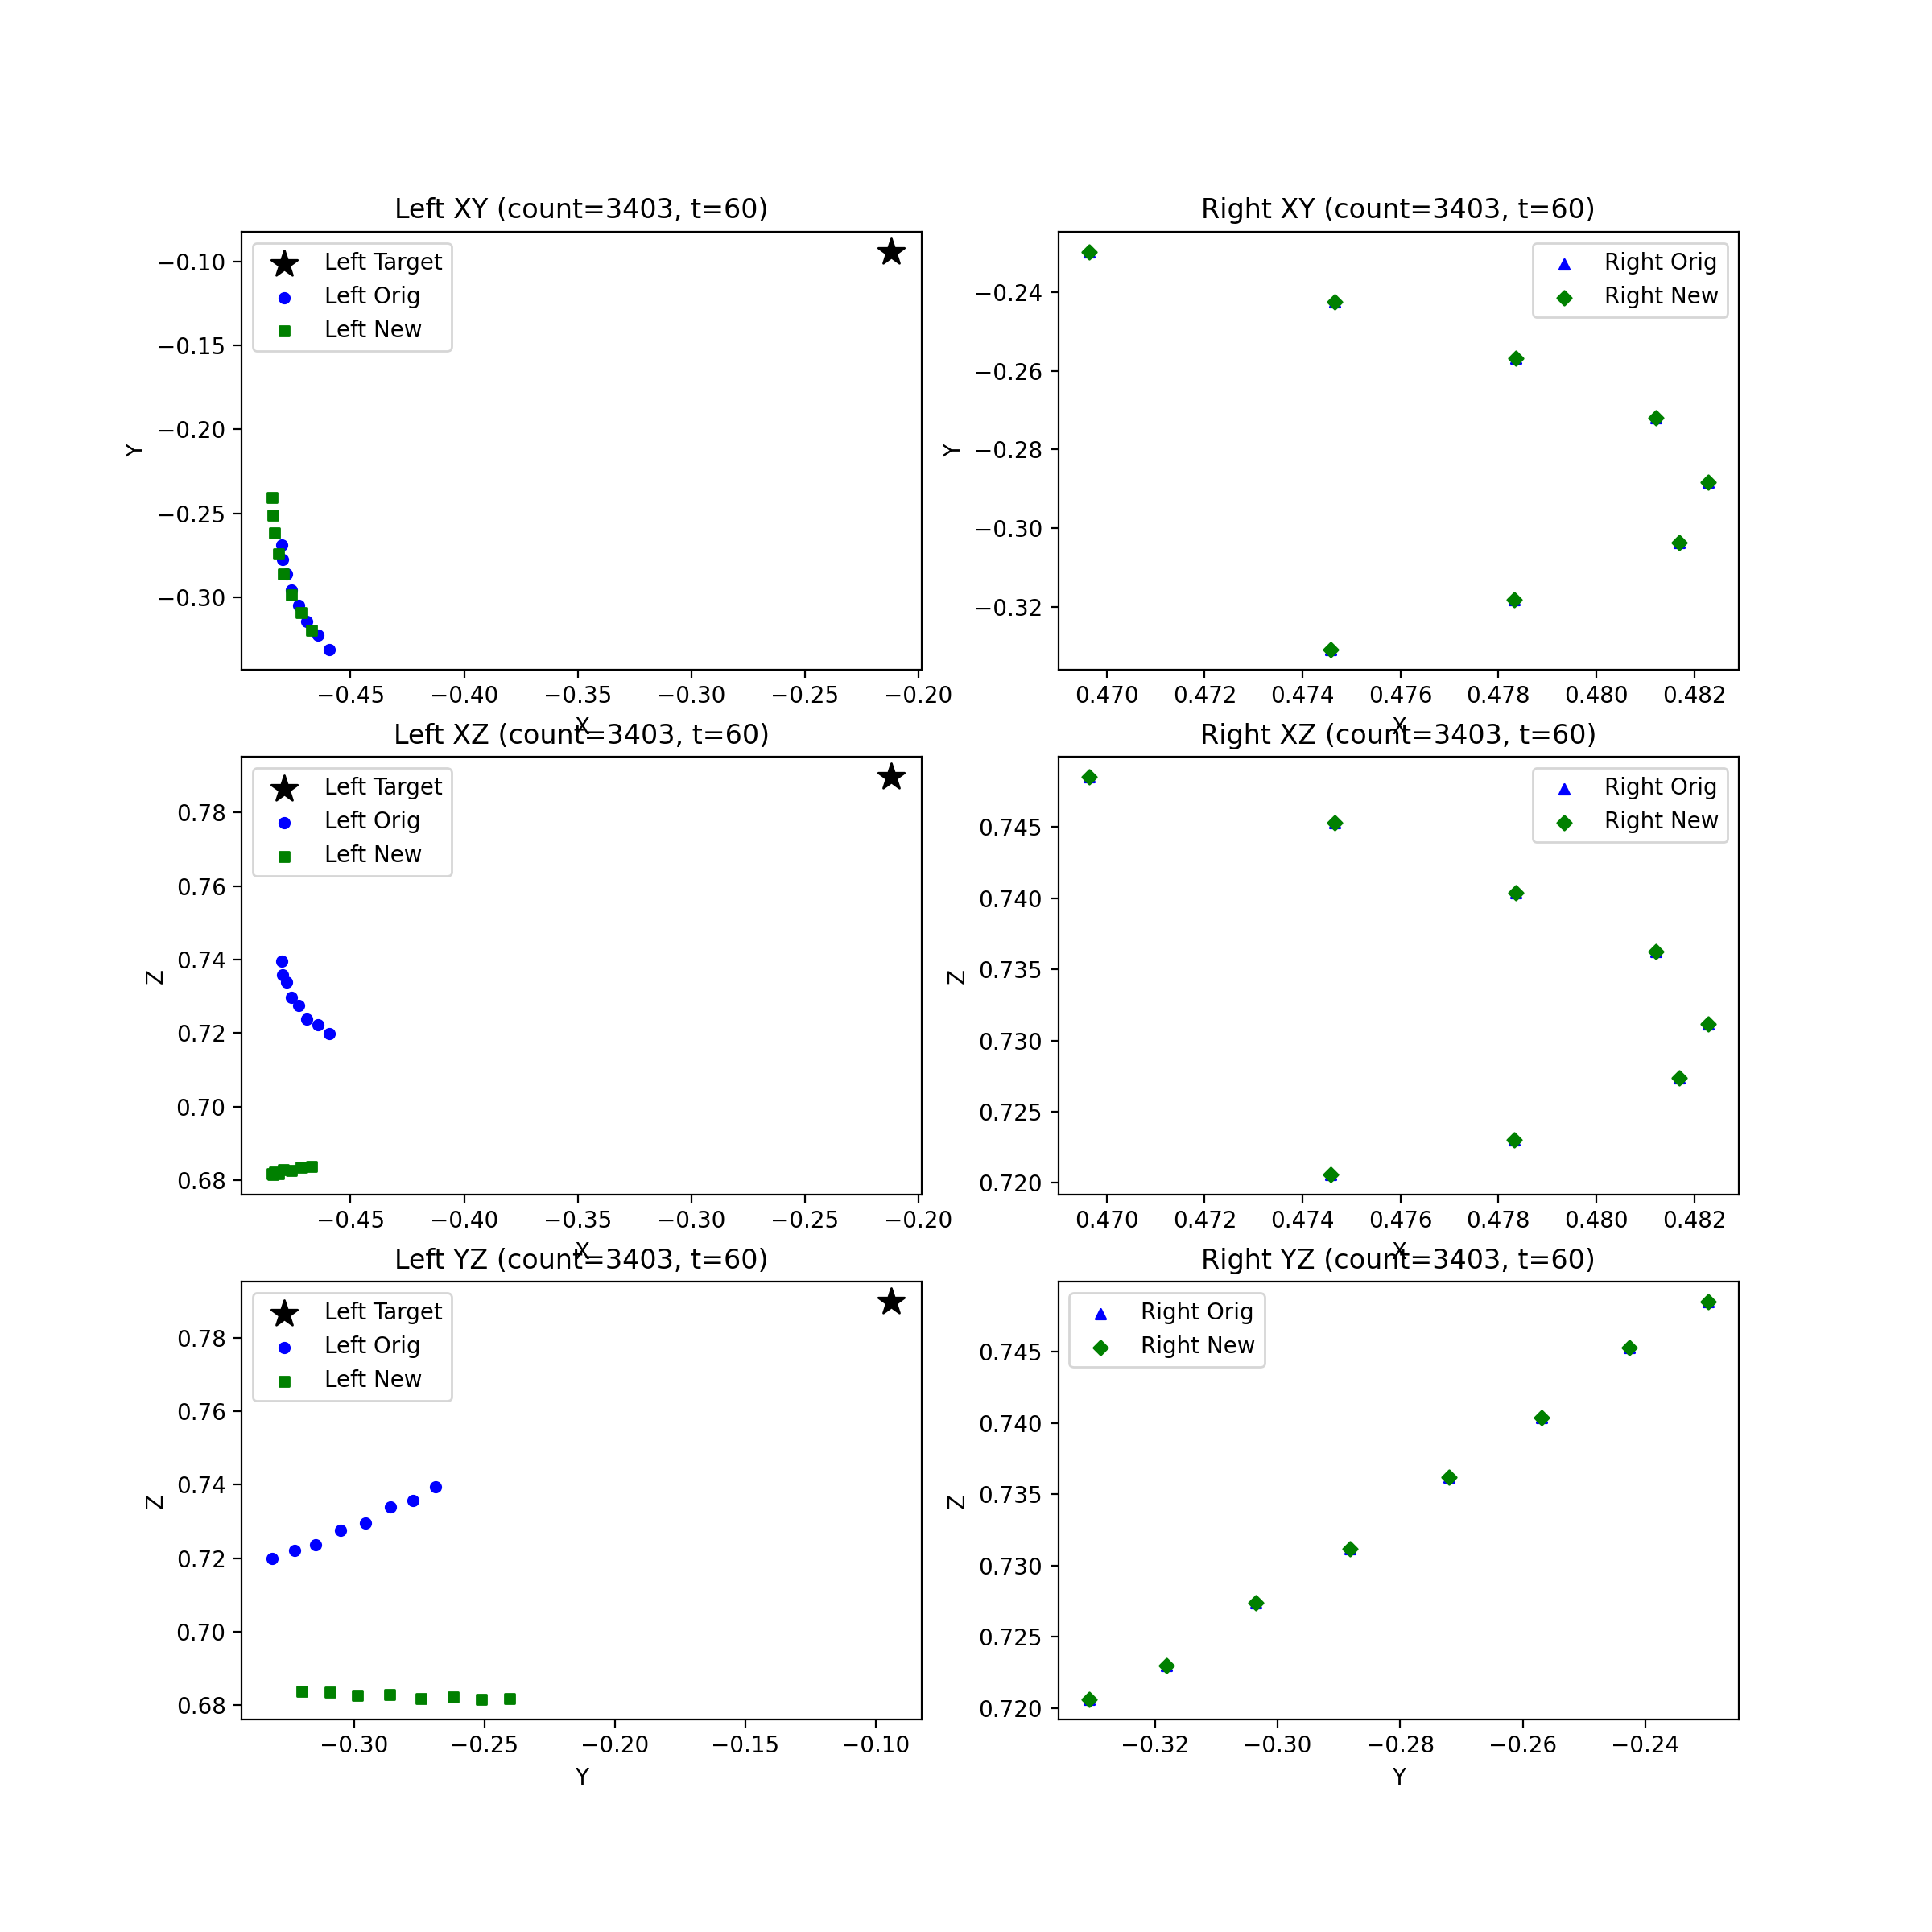 Left XY (count=3403, t=60)
Left Target
Left Orig
Left New
−0.10
−0.15
−0.20
−0.25
−0.30
Y
−0.45
−0.40
−0.35
−0.30
−0.25
−0.20
X
Right XY (count=3403, t=60)
Right Orig
Right New
−0.24
−0.26
−0.28
−0.30
−0.32
Y
0.470
0.472
0.474
0.476
0.478
0.480
0.482
X
Left XZ (count=3403, t=60)
Left Target
Left Orig
Left New
0.78
0.76
0.74
0.72
0.70
0.68
Z
−0.45
−0.40
−0.35
−0.30
−0.25
−0.20
X
Right XZ (count=3403, t=60)
Right Orig
Right New
0.745
0.740
0.735
0.730
0.725
0.720
Z
0.470
0.472
0.474
0.476
0.478
0.480
0.482
X
Left YZ (count=3403, t=60)
Left Target
Left Orig
Left New
0.78
0.76
0.74
0.72
0.70
0.68
Z
−0.30
−0.25
−0.20
−0.15
−0.10
Y
Right YZ (count=3403, t=60)
Right Orig
Right New
0.745
0.740
0.735
0.730
0.725
0.720
Z
−0.32
−0.30
−0.28
−0.26
−0.24
Y